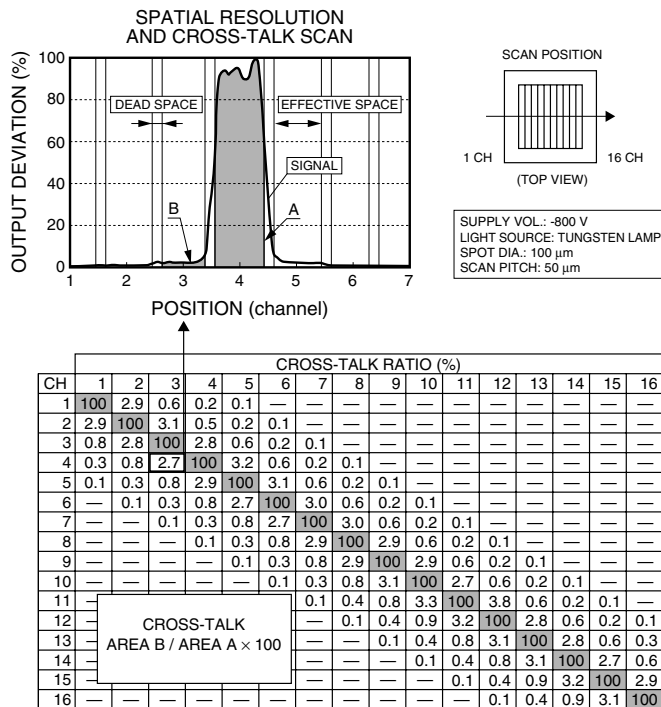 SPATIAL RESOLUTION
AND CROSS-TALK SCAN
OUTPUT DEVIATION (%)
100
80
60
40
20
0
DEAD SPACE
EFFECTIVE SPACE
SIGNAL
B
A
1 2 3 4 5 6 7
POSITION (channel)
SCAN POSITION
1 CH
16 CH
(TOP VIEW)
SUPPLY VOL.: -800 V
LIGHT SOURCE: TUNGSTEN LAMP
SPOT DIA.: 100 µm
SCAN PITCH: 50 µm
CROSS-TALK RATIO (%)
CH 1 2 3 4 5 6 7 8 9 10 11 12 13 14 15 16
1 100 2.9 0.6 0.2 0.1 — — — — — — — — — — —
2 2.9 100 3.1 0.5 0.2 0.1 — — — — — — — — — —
3 0.8 2.8 100 2.8 0.6 0.2 0.1 — — — — — — — — —
4 0.3 0.8 2.7 100 3.2 0.6 0.2 0.1 — — — — — — — —
5 0.1 0.3 0.8 2.9 100 3.1 0.6 0.2 0.1 — — — — — — —
6 — 0.1 0.3 0.8 2.7 100 3.0 0.6 0.2 0.1 — — — — — —
7 — — 0.1 0.3 0.8 2.7 100 3.0 0.6 0.2 0.1 — — — — —
8 — — — 0.1 0.3 0.8 2.9 100 2.9 0.6 0.2 0.1 — — — —
9 — — — — 0.1 0.3 0.8 2.9 100 2.9 0.6 0.2 0.1 — — —
10 — — — — — 0.1 0.3 0.8 3.1 100 2.7 0.6 0.2 0.1 — —
11 — 0.1 0.4 0.8 3.3 100 3.8 0.6 0.2 0.1 —
12 — — 0.1 0.4 0.9 3.2 100 2.8 0.6 0.2 0.1
13 — — — 0.1 0.4 0.8 3.1 100 2.8 0.6 0.3
14 — — — — 0.1 0.4 0.8 3.1 100 2.7 0.6
15 — — — — — 0.1 0.4 0.9 3.2 100 2.9
16 — — — — — — 0.1 0.4 0.9 3.1 100
CROSS-TALK
AREA B / AREA A × 100